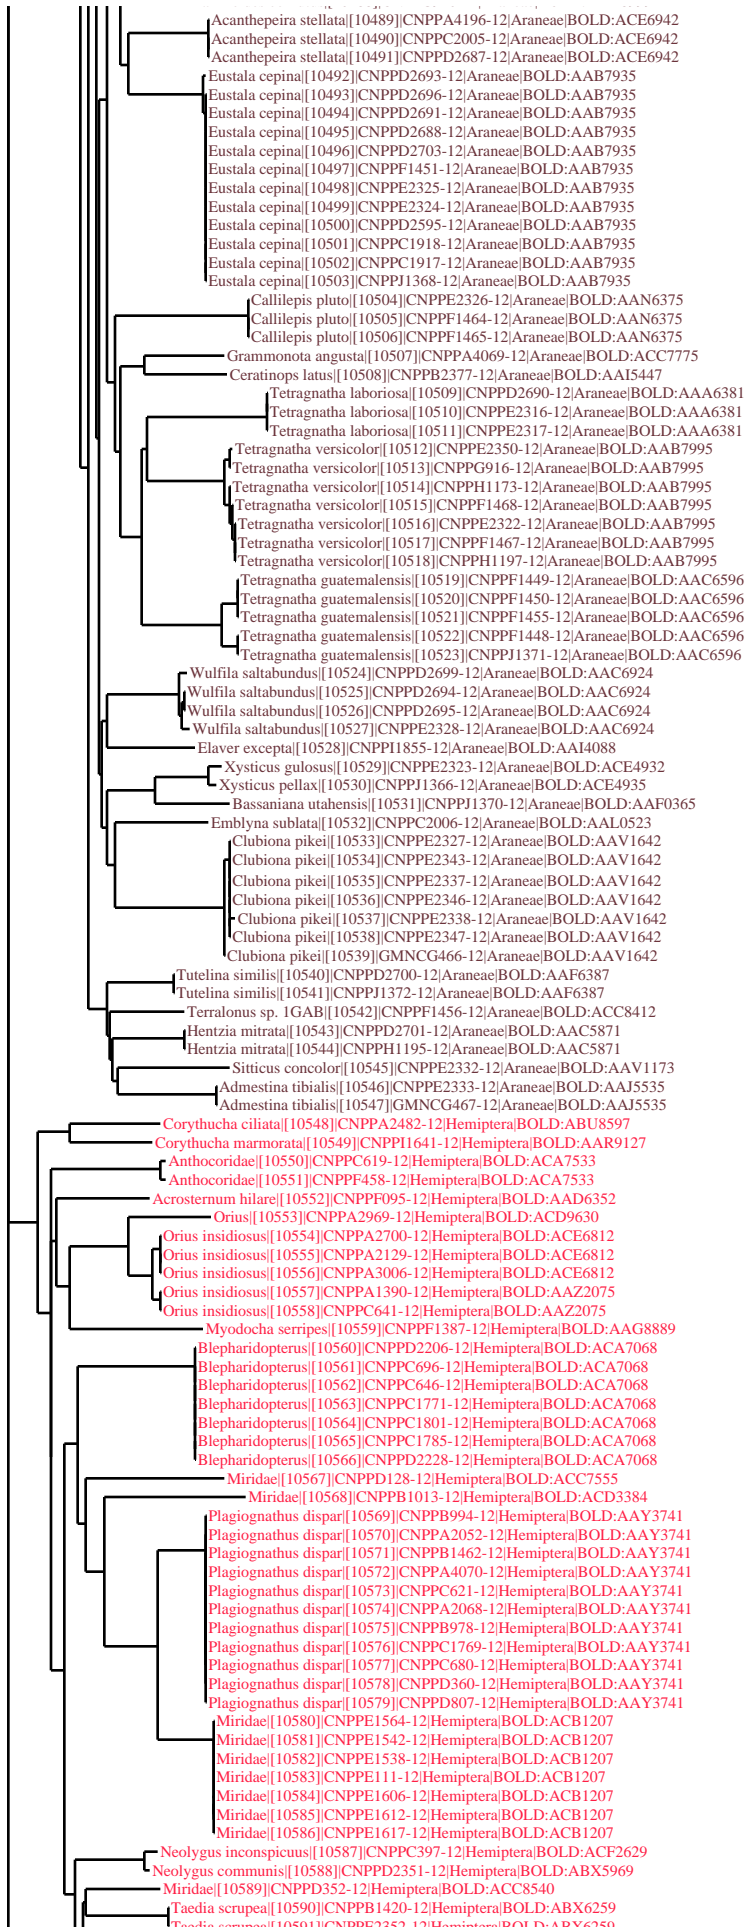 Acanthepeira stellata|[10489]|CNPPA4196-12|Araneae|BOLD:ACE6942
Acanthepeira stellata|[10490]|CNPPC2005-12|Araneae|BOLD:ACE6942
Acanthepeira stellata|[10491]|CNPPD2687-12|Araneae|BOLD:ACE6942
Eustala cepina|[10492]|CNPPD2693-12|Araneae|BOLD:AAB7935
Eustala cepina|[10493]|CNPPD2696-12|Araneae|BOLD:AAB7935
Eustala cepina|[10494]|CNPPD2691-12|Araneae|BOLD:AAB7935
Eustala cepina|[10495]|CNPPD2688-12|Araneae|BOLD:AAB7935
Eustala cepina|[10496]|CNPPD2703-12|Araneae|BOLD:AAB7935
Eustala cepina|[10497]|CNPPF1451-12|Araneae|BOLD:AAB7935
Eustala cepina|[10498]|CNPPE2325-12|Araneae|BOLD:AAB7935
Eustala cepina|[10499]|CNPPE2324-12|Araneae|BOLD:AAB7935
Eustala cepina|[10500]|CNPPD2595-12|Araneae|BOLD:AAB7935
Eustala cepina|[10501]|CNPPC1918-12|Araneae|BOLD:AAB7935
Eustala cepina|[10502]|CNPPC1917-12|Araneae|BOLD:AAB7935
Eustala cepina|[10503]|CNPPJ1368-12|Araneae|BOLD:AAB7935
Callilepis pluto|[10504]|CNPPE2326-12|Araneae|BOLD:AAN6375
Callilepis pluto|[10505]|CNPPF1464-12|Araneae|BOLD:AAN6375
Callilepis pluto|[10506]|CNPPF1465-12|Araneae|BOLD:AAN6375
Grammonota angusta|[10507]|CNPPA4069-12|Araneae|BOLD:ACC7775
Ceratinops latus|[10508]|CNPPB2377-12|Araneae|BOLD:AAI5447
Tetragnatha laboriosa|[10509]|CNPPD2690-12|Araneae|BOLD:AAA6381
Tetragnatha laboriosa|[10510]|CNPPE2316-12|Araneae|BOLD:AAA6381
Tetragnatha laboriosa|[10511]|CNPPE2317-12|Araneae|BOLD:AAA6381
Tetragnatha versicolor|[10512]|CNPPE2350-12|Araneae|BOLD:AAB7995
Tetragnatha versicolor|[10513]|CNPPG916-12|Araneae|BOLD:AAB7995
Tetragnatha versicolor|[10514]|CNPPH1173-12|Araneae|BOLD:AAB7995
Tetragnatha versicolor|[10515]|CNPPF1468-12|Araneae|BOLD:AAB7995
Tetragnatha versicolor|[10516]|CNPPE2322-12|Araneae|BOLD:AAB7995
Tetragnatha versicolor|[10517]|CNPPF1467-12|Araneae|BOLD:AAB7995
Tetragnatha versicolor|[10518]|CNPPH1197-12|Araneae|BOLD:AAB7995
Tetragnatha guatemalensis|[10519]|CNPPF1449-12|Araneae|BOLD:AAC6596
Tetragnatha guatemalensis|[10520]|CNPPF1450-12|Araneae|BOLD:AAC6596
Tetragnatha guatemalensis|[10521]|CNPPF1455-12|Araneae|BOLD:AAC6596
Tetragnatha guatemalensis|[10522]|CNPPF1448-12|Araneae|BOLD:AAC6596
Tetragnatha guatemalensis|[10523]|CNPPJ1371-12|Araneae|BOLD:AAC6596
Wulfila saltabundus|[10524]|CNPPD2699-12|Araneae|BOLD:AAC6924
Wulfila saltabundus|[10525]|CNPPD2694-12|Araneae|BOLD:AAC6924
Wulfila saltabundus|[10526]|CNPPD2695-12|Araneae|BOLD:AAC6924
Wulfila saltabundus|[10527]|CNPPE2328-12|Araneae|BOLD:AAC6924
Elaver excepta|[10528]|CNPPI1855-12|Araneae|BOLD:AAI4088
Xysticus gulosus|[10529]|CNPPE2323-12|Araneae|BOLD:ACE4932
Xysticus pellax|[10530]|CNPPJ1366-12|Araneae|BOLD:ACE4935
Bassaniana utahensis|[10531]|CNPPJ1370-12|Araneae|BOLD:AAF0365
Emblyna sublata|[10532]|CNPPC2006-12|Araneae|BOLD:AAL0523
Clubiona pikei|[10533]|CNPPE2327-12|Araneae|BOLD:AAV1642
Clubiona pikei|[10534]|CNPPE2343-12|Araneae|BOLD:AAV1642
Clubiona pikei|[10535]|CNPPE2337-12|Araneae|BOLD:AAV1642
Clubiona pikei|[10536]|CNPPE2346-12|Araneae|BOLD:AAV1642
Clubiona pikei|[10537]|CNPPE2338-12|Araneae|BOLD:AAV1642
Clubiona pikei|[10538]|CNPPE2347-12|Araneae|BOLD:AAV1642
Clubiona pikei|[10539]|GMNCG466-12|Araneae|BOLD:AAV1642
Tutelina similis|[10540]|CNPPD2700-12|Araneae|BOLD:AAF6387
Tutelina similis|[10541]|CNPPJ1372-12|Araneae|BOLD:AAF6387
Terralonus sp. 1GAB|[10542]|CNPPF1456-12|Araneae|BOLD:ACC8412
Hentzia mitrata|[10543]|CNPPD2701-12|Araneae|BOLD:AAC5871
Hentzia mitrata|[10544]|CNPPH1195-12|Araneae|BOLD:AAC5871
Sitticus concolor|[10545]|CNPPE2332-12|Araneae|BOLD:AAV1173
Admestina tibialis|[10546]|CNPPE2333-12|Araneae|BOLD:AAJ5535
Admestina tibialis|[10547]|GMNCG467-12|Araneae|BOLD:AAJ5535
Corythucha ciliata|[10548]|CNPPA2482-12|Hemiptera|BOLD:ABU8597
Corythucha marmorata|[10549]|CNPPI1641-12|Hemiptera|BOLD:AAR9127
Anthocoridae|[10550]|CNPPC619-12|Hemiptera|BOLD:ACA7533
Anthocoridae|[10551]|CNPPF458-12|Hemiptera|BOLD:ACA7533
Acrosternum hilare|[10552]|CNPPF095-12|Hemiptera|BOLD:AAD6352
Orius|[10553]|CNPPA2969-12|Hemiptera|BOLD:ACD9630
Orius insidiosus|[10554]|CNPPA2700-12|Hemiptera|BOLD:ACE6812
Orius insidiosus|[10555]|CNPPA2129-12|Hemiptera|BOLD:ACE6812
Orius insidiosus|[10556]|CNPPA3006-12|Hemiptera|BOLD:ACE6812
Orius insidiosus|[10557]|CNPPA1390-12|Hemiptera|BOLD:AAZ2075
Orius insidiosus|[10558]|CNPPC641-12|Hemiptera|BOLD:AAZ2075
Myodocha serripes|[10559]|CNPPF1387-12|Hemiptera|BOLD:AAG8889
Blepharidopterus|[10560]|CNPPD2206-12|Hemiptera|BOLD:ACA7068
Blepharidopterus|[10561]|CNPPC696-12|Hemiptera|BOLD:ACA7068
Blepharidopterus|[10562]|CNPPC646-12|Hemiptera|BOLD:ACA7068
Blepharidopterus|[10563]|CNPPC1771-12|Hemiptera|BOLD:ACA7068
Blepharidopterus|[10564]|CNPPC1801-12|Hemiptera|BOLD:ACA7068
Blepharidopterus|[10565]|CNPPC1785-12|Hemiptera|BOLD:ACA7068
Blepharidopterus|[10566]|CNPPD2228-12|Hemiptera|BOLD:ACA7068
Miridae|[10567]|CNPPD128-12|Hemiptera|BOLD:ACC7555
Miridae|[10568]|CNPPB1013-12|Hemiptera|BOLD:ACD3384
Plagiognathus dispar|[10569]|CNPPB994-12|Hemiptera|BOLD:AAY3741
Plagiognathus dispar|[10570]|CNPPA2052-12|Hemiptera|BOLD:AAY3741
Plagiognathus dispar|[10571]|CNPPB1462-12|Hemiptera|BOLD:AAY3741
Plagiognathus dispar|[10572]|CNPPA4070-12|Hemiptera|BOLD:AAY3741
Plagiognathus dispar|[10573]|CNPPC621-12|Hemiptera|BOLD:AAY3741
Plagiognathus dispar|[10574]|CNPPA2068-12|Hemiptera|BOLD:AAY3741
Plagiognathus dispar|[10575]|CNPPB978-12|Hemiptera|BOLD:AAY3741
Plagiognathus dispar|[10576]|CNPPC1769-12|Hemiptera|BOLD:AAY3741
Plagiognathus dispar|[10577]|CNPPC680-12|Hemiptera|BOLD:AAY3741
Plagiognathus dispar|[10578]|CNPPD360-12|Hemiptera|BOLD:AAY3741
Plagiognathus dispar|[10579]|CNPPD807-12|Hemiptera|BOLD:AAY3741
Miridae|[10580]|CNPPE1564-12|Hemiptera|BOLD:ACB1207
Miridae|[10581]|CNPPE1542-12|Hemiptera|BOLD:ACB1207
Miridae|[10582]|CNPPE1538-12|Hemiptera|BOLD:ACB1207
Miridae|[10583]|CNPPE111-12|Hemiptera|BOLD:ACB1207
Miridae|[10584]|CNPPE1606-12|Hemiptera|BOLD:ACB1207
Miridae|[10585]|CNPPE1612-12|Hemiptera|BOLD:ACB1207
Miridae|[10586]|CNPPE1617-12|Hemiptera|BOLD:ACB1207
Neolygus inconspicuus|[10587]|CNPPC397-12|Hemiptera|BOLD:ACF2629
Neolygus communis|[10588]|CNPPD2351-12|Hemiptera|BOLD:ABX5969
Miridae|[10589]|CNPPD352-12|Hemiptera|BOLD:ACC8540
Taedia scrupea|[10590]|CNPPB1420-12|Hemiptera|BOLD:ABX6259
Taedia scrupea|[10591]|CNPPE2352-12|Hemiptera|BOLD:ABX6259